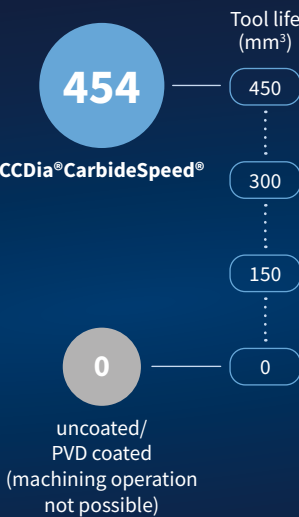 Tool life
(mm³)
454
450
CCDia®CarbideSpeed®
300
150
0
0
uncoated/
PVD coated
(machining operation
not possible)